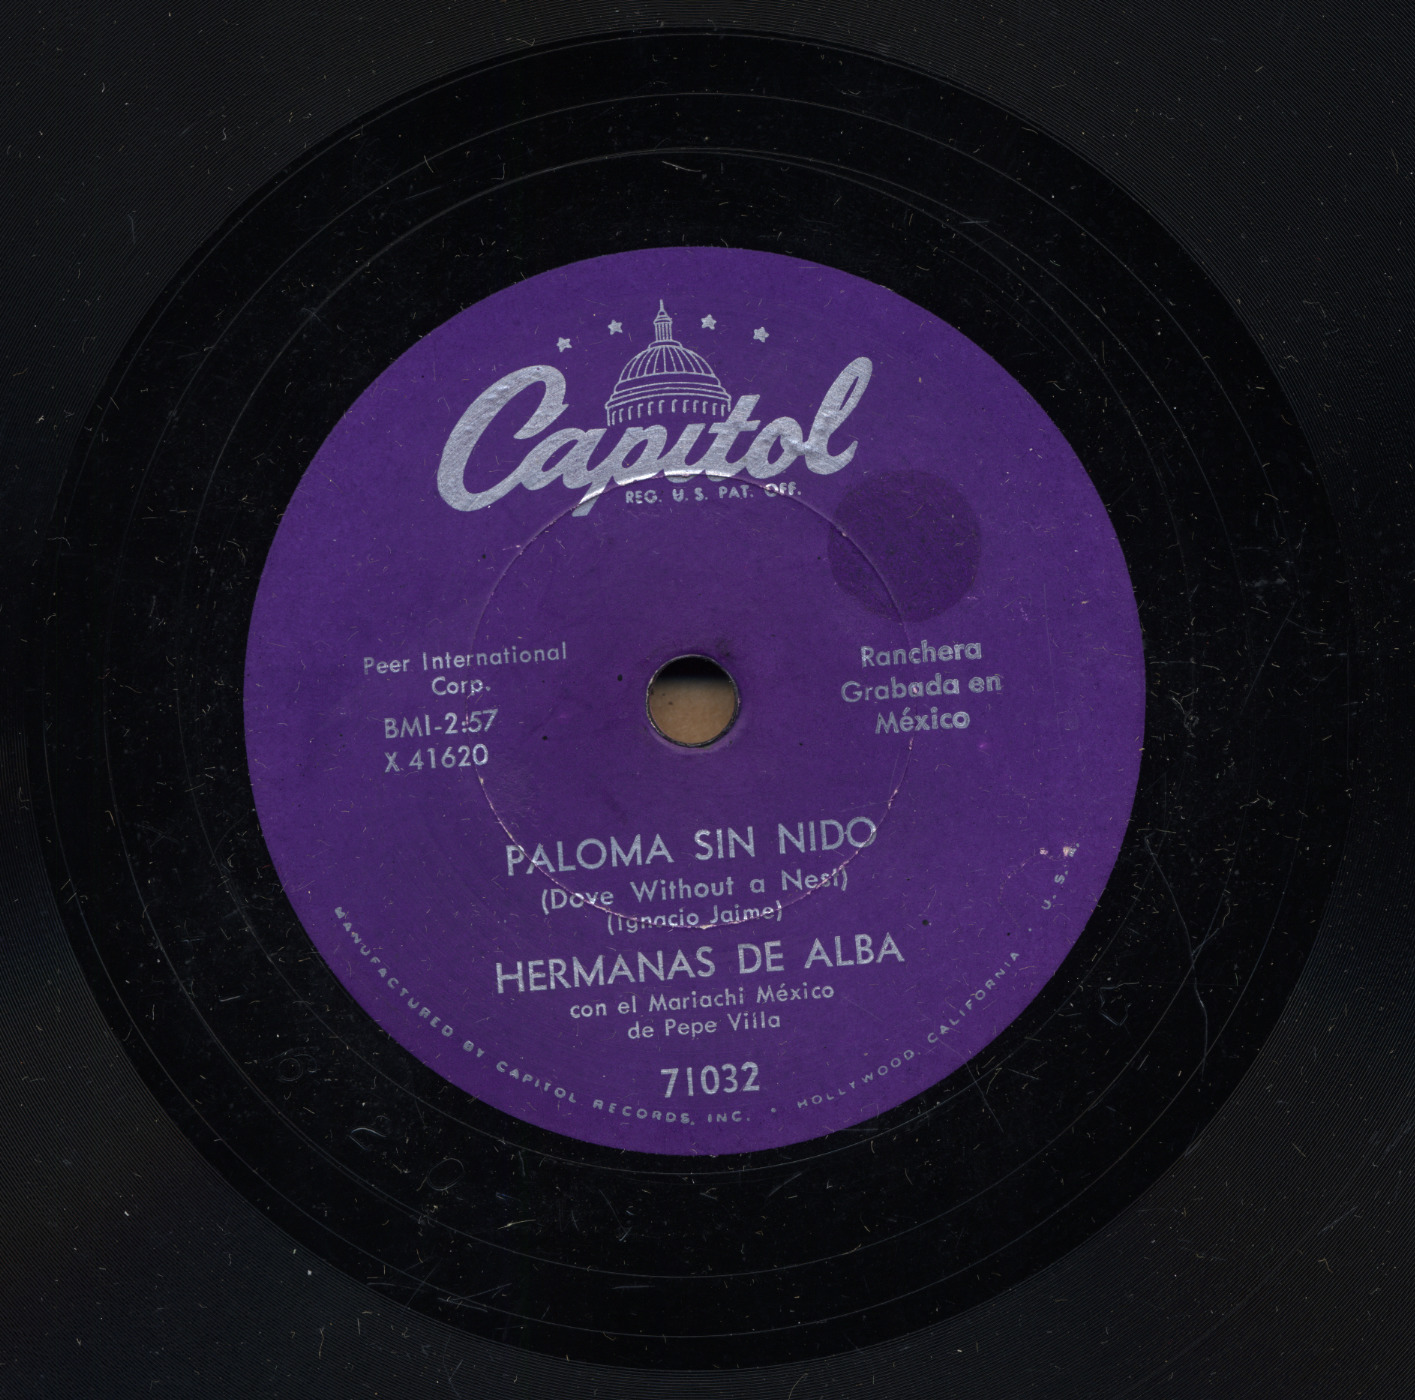 Capitol
REG. U.S. PAT. OFF.
Peer International
Corp.
BMI-2:57
X 41620
Ranchera
Grabada en
México
PALOMA SIN NIDO
(Dove Without a Nest)
(Ignacio Jaime)
HERMANAS DE ALBA
con el Mariachi México
de Pepe Villa
71032
MANUFACTURED BY CAPITOL RECORDS, INC. • HOLLYWOOD, CALIFORNIA • U. S. A.